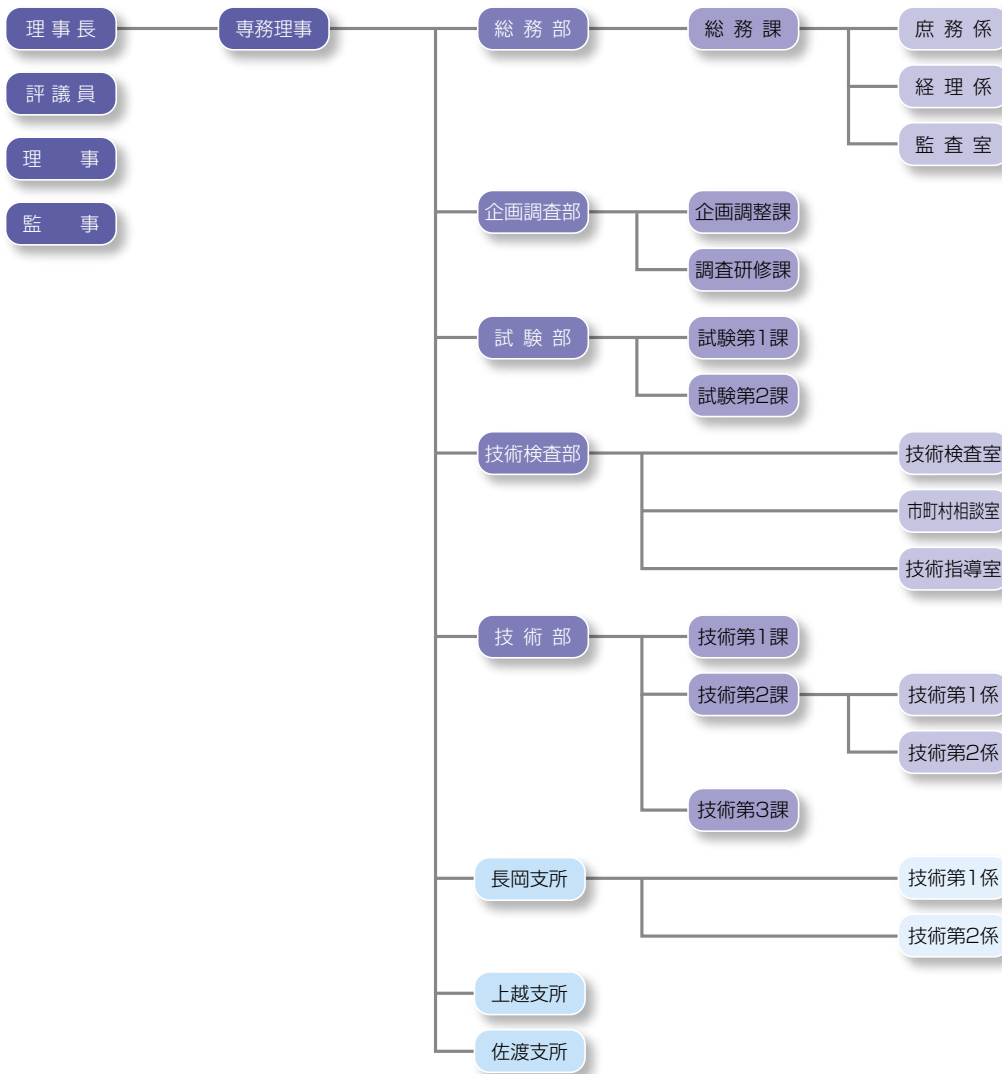 理事長
専務理事
総務部
総務課
庶務係
経理係
監査室
評議員
理　事
監　事
企画調査部
企画調整課
調査研修課
試験部
試験第1課
試験第2課
技術検査部
技術検査室
市町村相談室
技術指導室
技術部
技術第1課
技術第2課
技術第1係
技術第2係
技術第3課
長岡支所
技術第1係
技術第2係
上越支所
佐渡支所